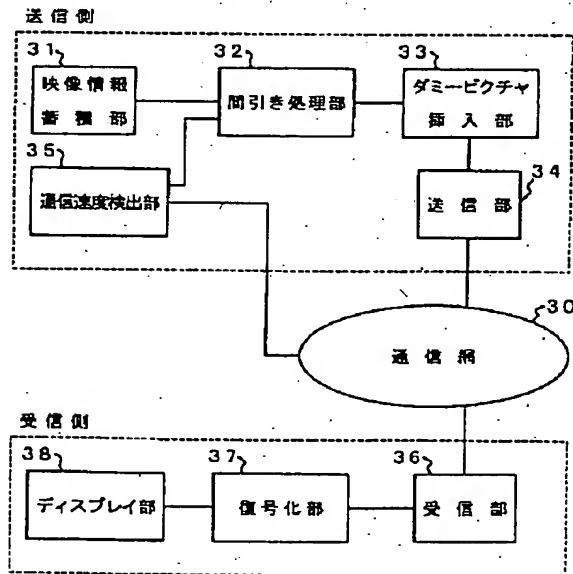 送信側
31
映像情報
蓄積部
32
間引き処理部
33
ダミーピクチャ
挿入部
35
通信速度検出部
34
送信部
30
通信網
受信側
38
ディスプレイ部
37
復号化部
36
受信部